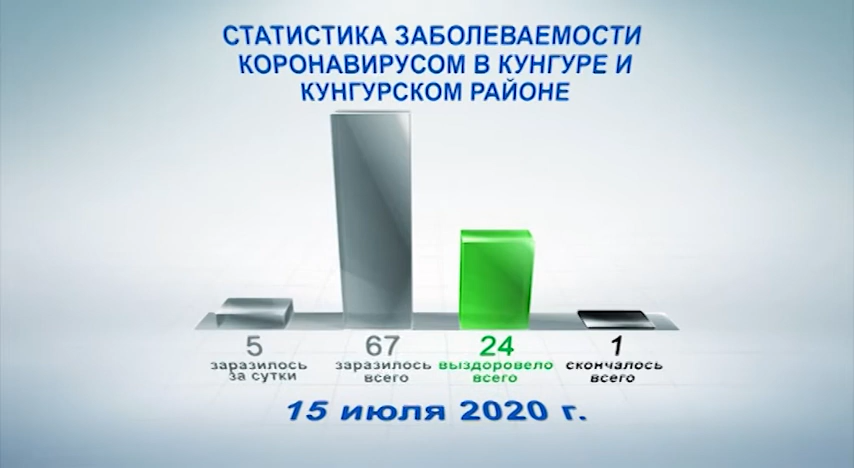 СТАТИСТИКА ЗАБОЛЕВАЕМОСТИ
КОРОНАВИРУСОМ В КУНГУРЕ И
КУНГУРСКОМ РАЙОНЕ
5 67 24 1
заразилось заразилось выздоровело скончалось
за сутки всего всего всего
15 июля 2020 г.